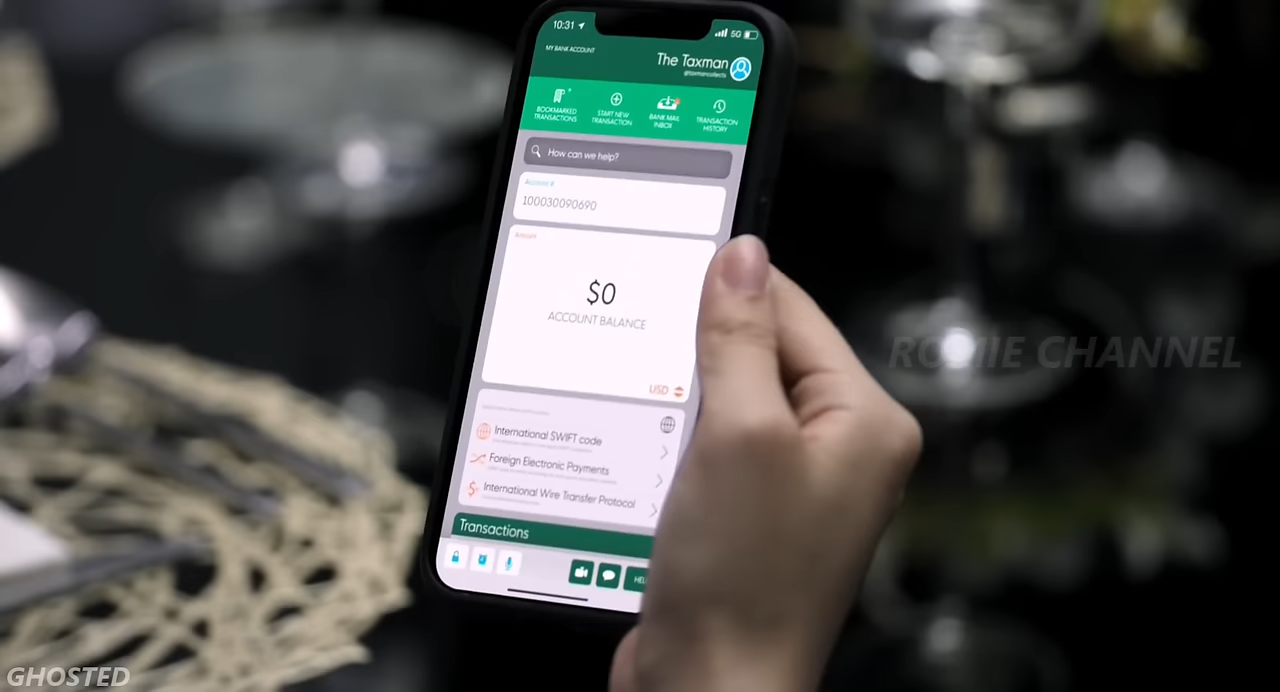 10:31
5G
MY BANK ACCOUNT
The Taxman
@taxmancollects
BOOKMARKED
TRANSACTIONS
START NEW
TRANSACTION
BANK MAIL
INBOX
TRANSACTION
HISTORY
How can we help?
Account #
100030090690
Amount
$0
ACCOUNT BALANCE
USD
International SWIFT code
Foreign Electronic Payments
International Wire Transfer Protocol
Transactions
ROMIE CHANNEL
GHOSTED